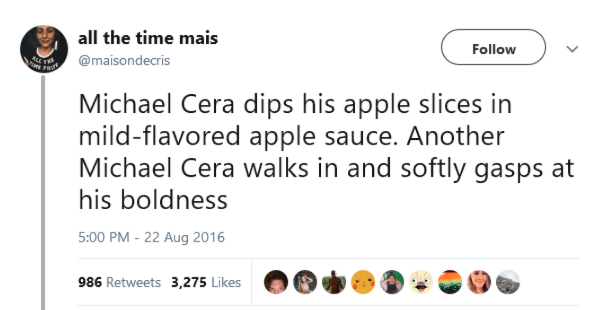 all the time mais
@maisondecris
Follow
Michael Cera dips his apple slices in
mild-flavored apple sauce. Another
Michael Cera walks in and softly gasps at
his boldness
5:00 PM - 22 Aug 2016
986 Retweets 3,275 Likes